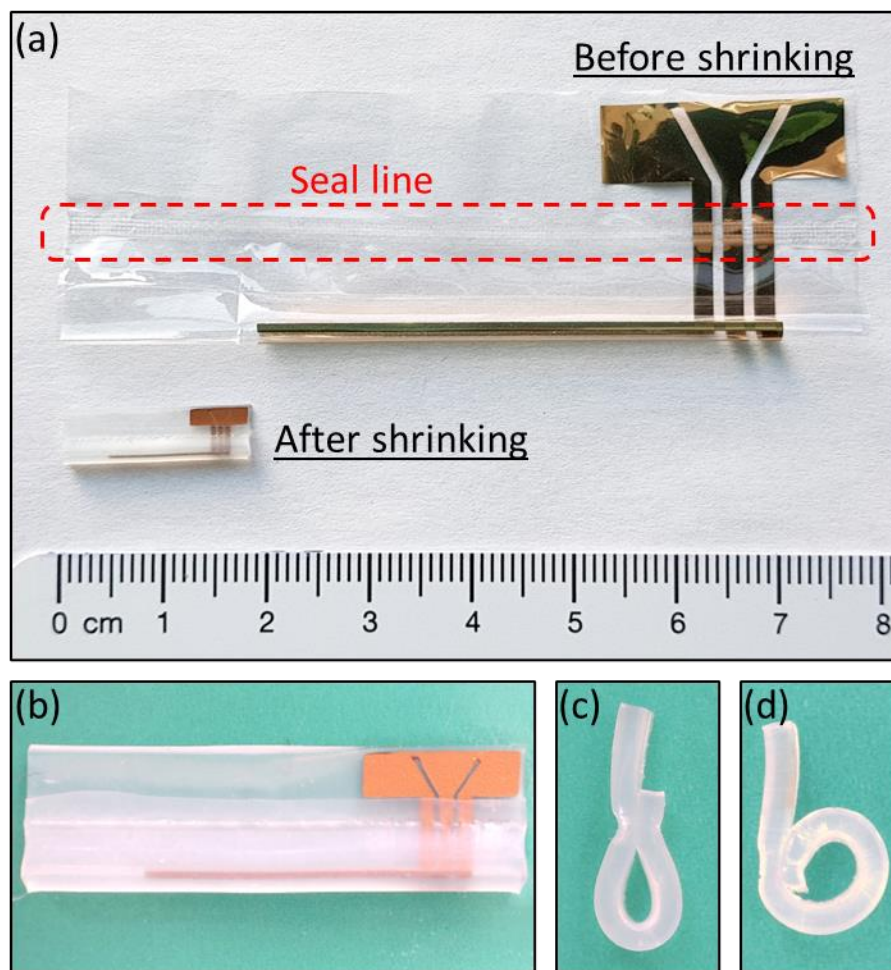 (a)
Before shrinking
Seal line
After shrinking
0 cm 1 2 3 4 5 6 7 8
(b)
(c)
(d)